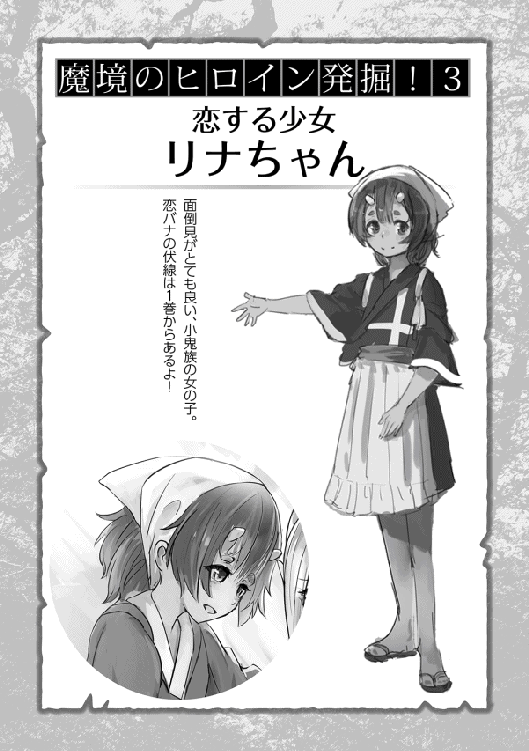 魔境のヒロイン発掘！３
恋する少女
リナちゃん
面倒見がとても良い、小鬼族の女の子。
恋バナの伏線は１巻からあるよ！